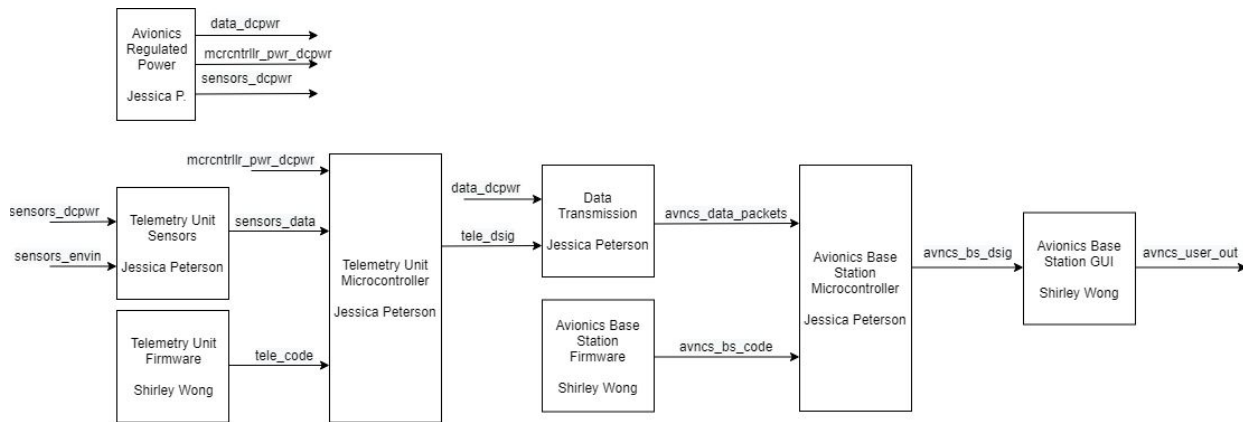 Avionics
Regulated
Power
Jessica P.
data_dcpwr
mcrcntrllr_pwr_dcpwr
sensors_dcpwr
sensors_dcpwr
sensors_envin
Telemetry Unit
Sensors
Jessica Peterson
Telemetry Unit
Firmware
Shirley Wong
mcrcntrllr_pwr_dcpwr
sensors_data
tele_code
Telemetry Unit
Microcontroller
Jessica Peterson
data_dcpwr
tele_dsig
Data
Transmission
Jessica Peterson
Avionics Base
Station
Firmware
Shirley Wong
avncs_data_packets
avncs_bs_code
Avionics Base
Station
Microcontroller
Jessica Peterson
avncs_bs_dsig
Avionics Base
Station GUI
Shirley Wong
avncs_user_out